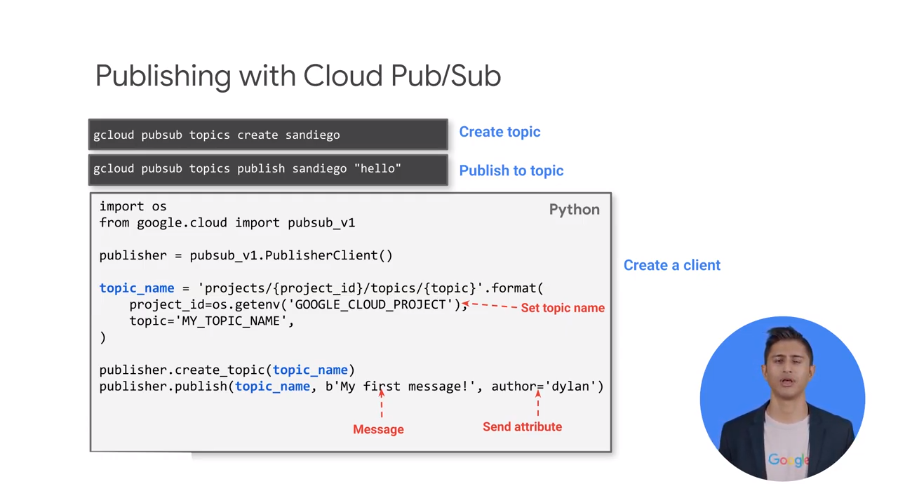 Publishing with Cloud Pub/Sub
gcloud pubsub topics create sandiego
Create topic
gcloud pubsub topics publish sandiego "hello"
Publish to topic
Python
import os
from google.cloud import pubsub_v1
publisher = pubsub_v1.PublisherClient()
Create a client
topic_name = 'projects/{project_id}/topics/{topic}'.format(
project_id=os.getenv('GOOGLE_CLOUD_PROJECT'),
Set topic name
topic='MY_TOPIC_NAME',
)
publisher.create_topic(topic_name)
publisher.publish(topic_name, b'My first message!', author='dylan')
Message
Send attribute
Google